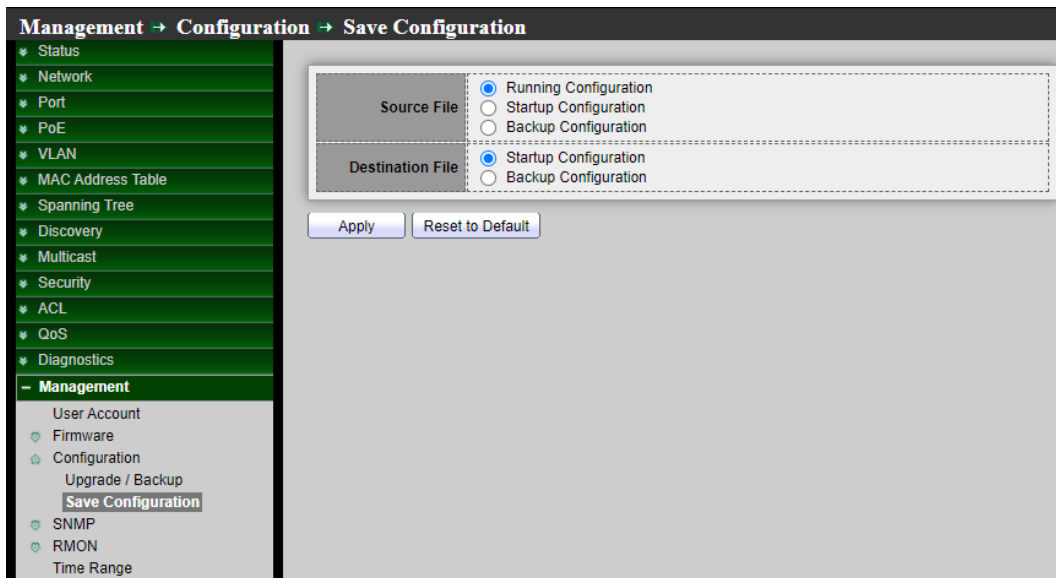 Management → Configuration → Save Configuration
Status
Network
Port
PoE
VLAN
MAC Address Table
Spanning Tree
Discovery
Multicast
Security
ACL
QoS
Diagnostics
Management
User Account
Firmware
Configuration
Upgrade / Backup
Save Configuration
SNMP
RMON
Time Range
Source File
Running Configuration
Startup Configuration
Backup Configuration
Destination File
Startup Configuration
Backup Configuration
Apply
Reset to Default